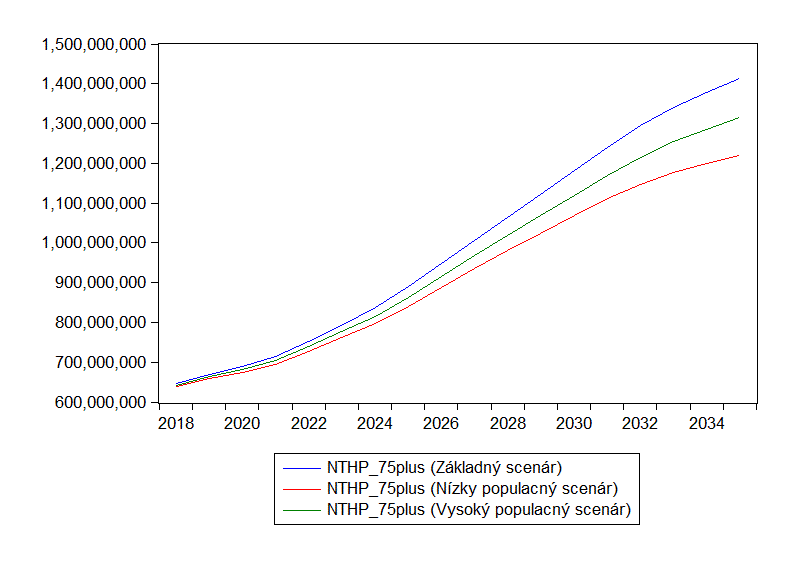 1,500,000,000
1,400,000,000
1,300,000,000
1,200,000,000
1,100,000,000
1,000,000,000
900,000,000
800,000,000
700,000,000
600,000,000
2018 2020 2022 2024 2026 2028 2030 2032 2034
NTHP_75plus (Základný scenár)
NTHP_75plus (Nízky populacný scenár)
NTHP_75plus (Vysoký populacný scenár)